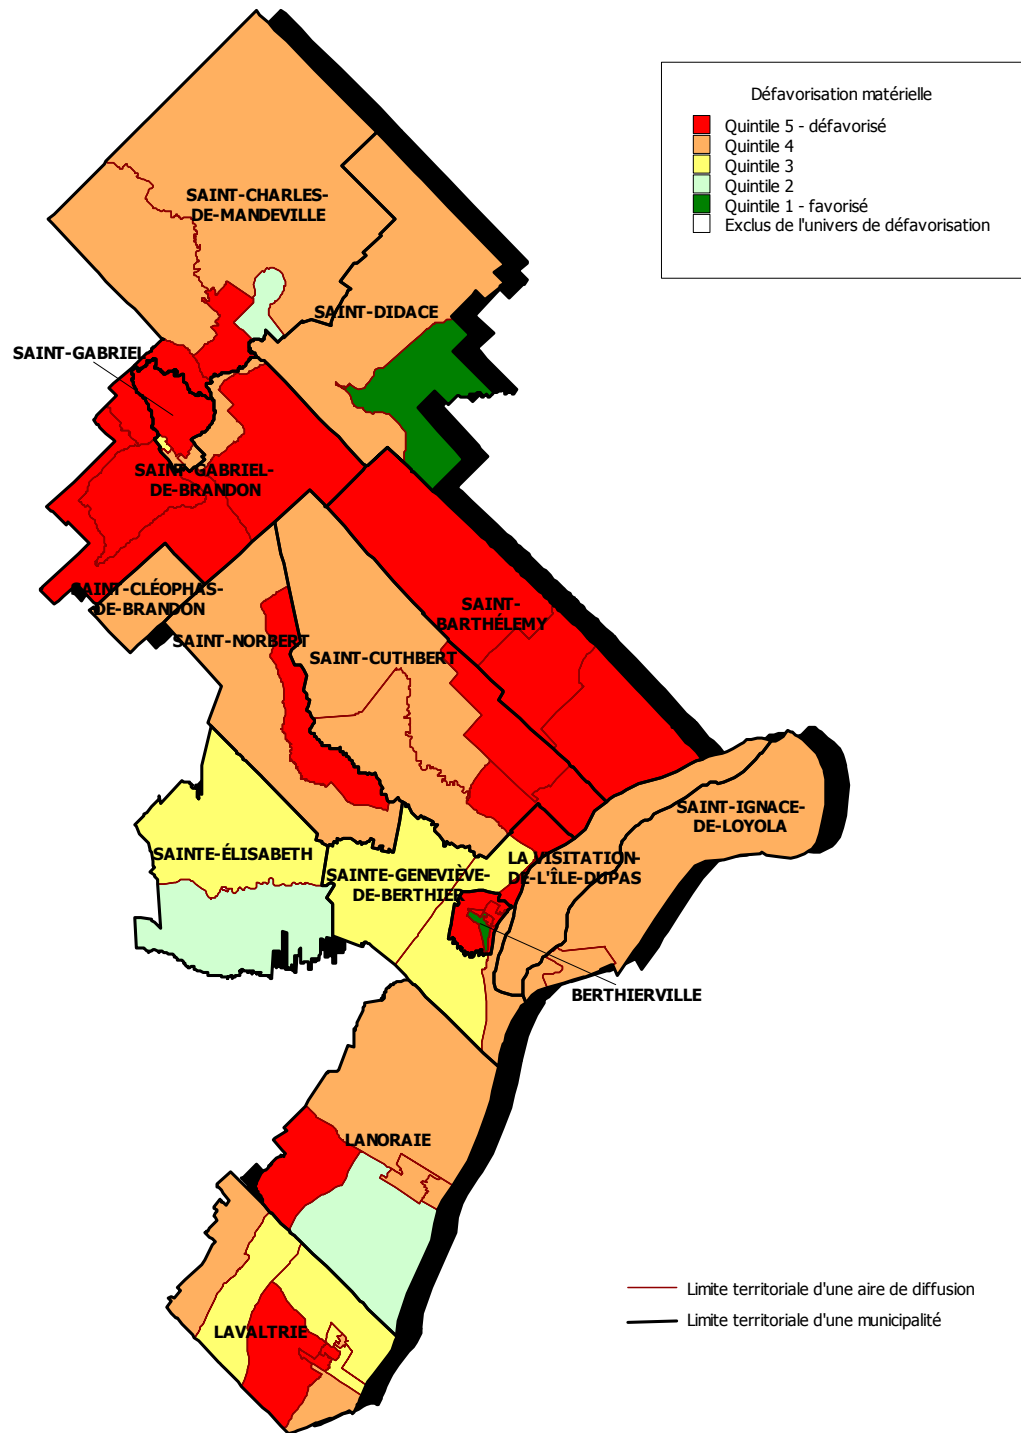 Défavorisation matérielle
Quintile 5 - défavorisé
Quintile 4
Quintile 3
Quintile 2
Quintile 1 - favorisé
Exclus de l'univers de défavorisation
SAINT-CHARLES-
DE-MANDEVILLE
SAINT-DIDACE
SAINT-GABRIEL
SAINT-GABRIEL-
DE-BRANDON
SAINT-CLÉOPHAS-
DE-BRANDON
SAINT-
BARTHÉLEMY
SAINT-NORBERT
SAINT-CUTHBERT
SAINT-IGNACE-
DE-LOYOLA
SAINTE-ÉLISABETH
LA VISITATION-
DE-L'ÎLE-DUPAS
SAINTE-GENEVIÈVE-
DE-BERTHIER
BERTHIERVILLE
LANORAIE
LAVALTRIE
Limite territoriale d'une aire de diffusion
Limite territoriale d'une municipalité